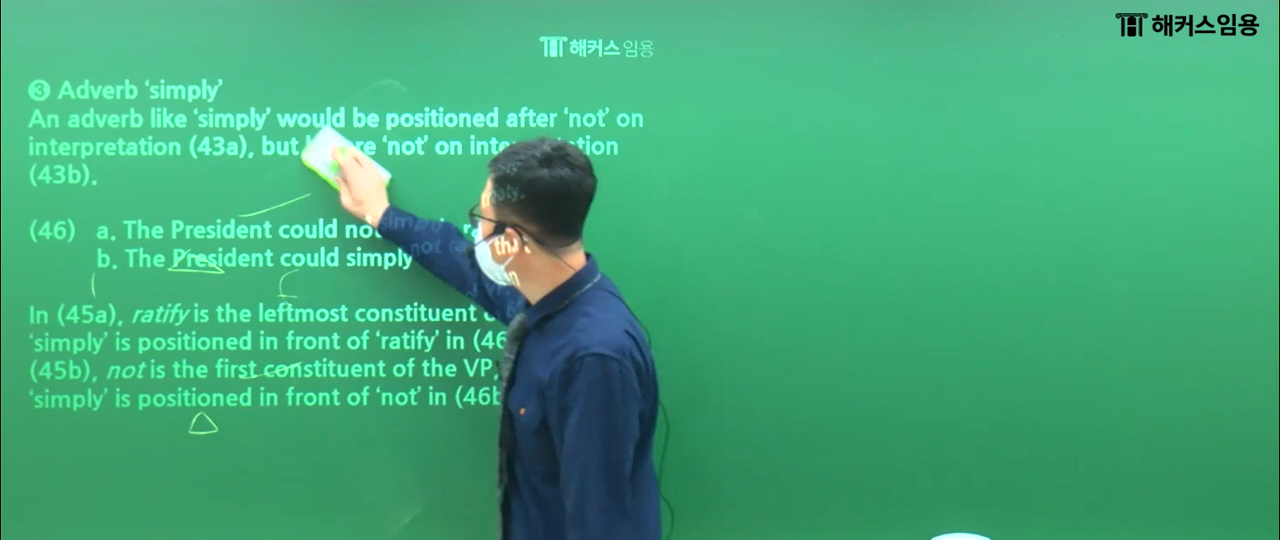 해커스임용
해커스임용
❸ Adverb ‘simply’
An adverb like ‘simply’ would be positioned after ‘not’ on
interpretation (43a), but ‘not’ on
(43b).
(46) a. The President could not
b. The President could simply
In (45a), ratify is the leftmost constituent
‘simply’ is positioned in front of ‘ratify’ in (46
(45b), not is the first constituent of the VP,
‘simply’ is positioned in front of ‘not’ in (46b